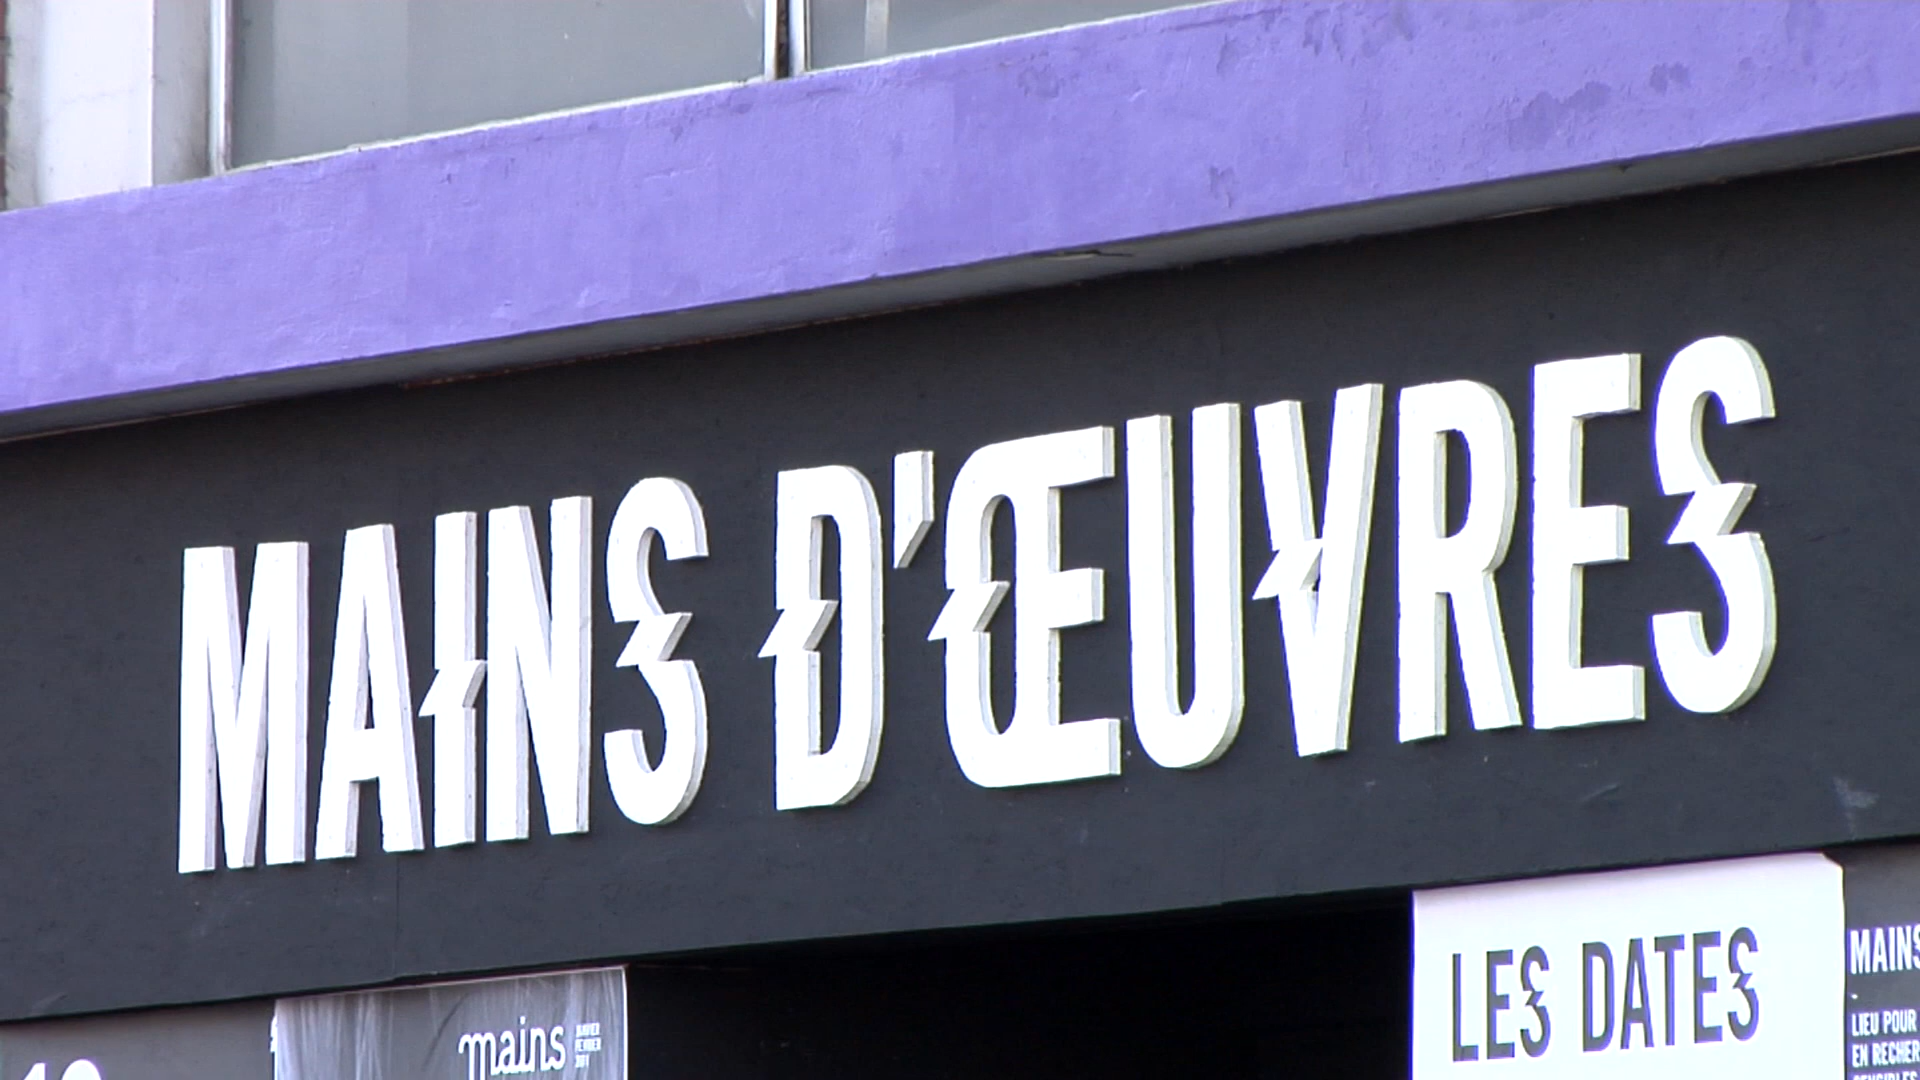 MAINS D'ŒUVRES
LES DATES
MAINS
LIEU POUR
EN RECHER
mains